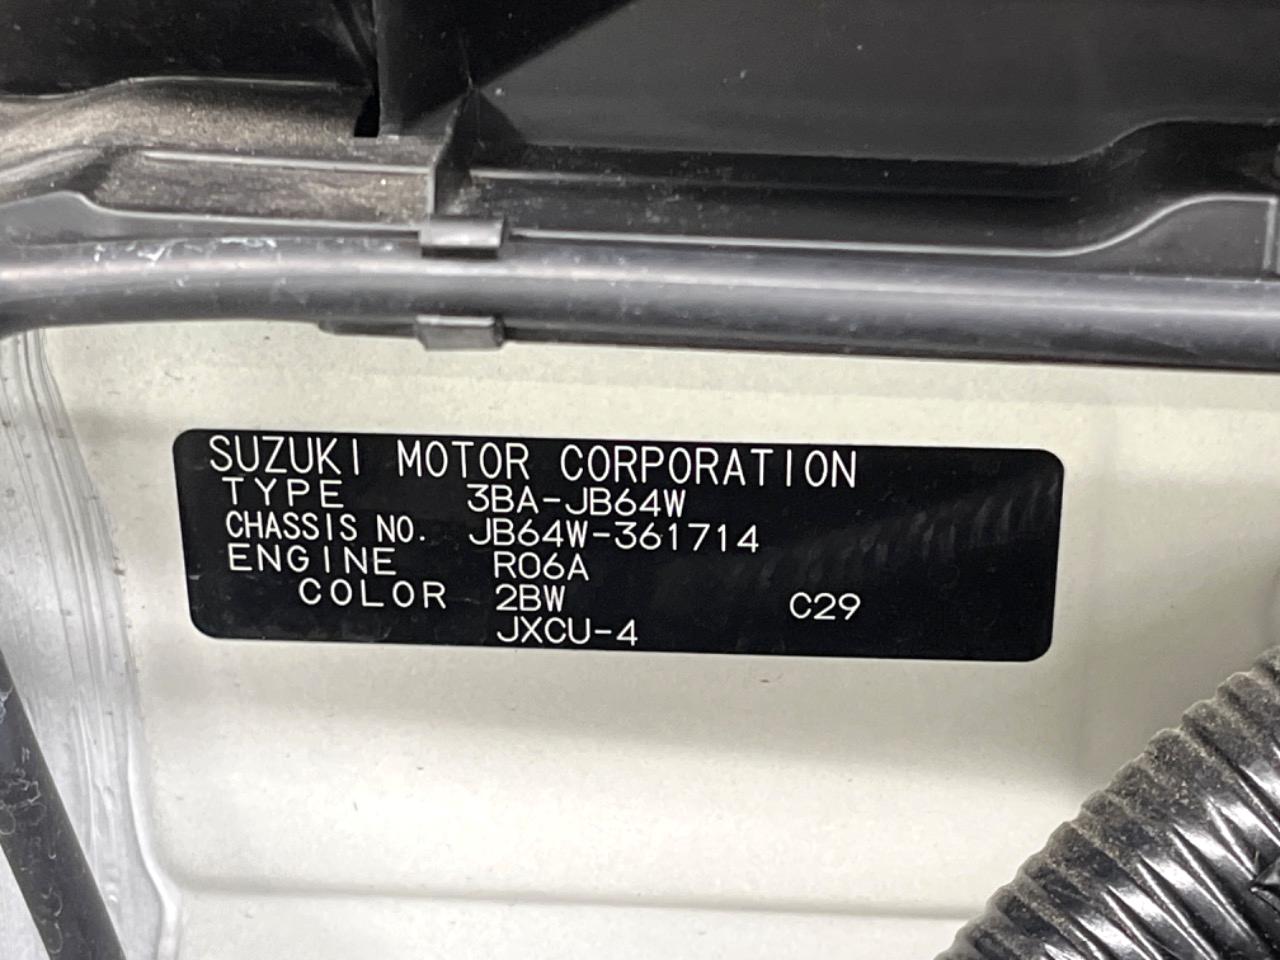 SUZUKI MOTOR CORPORATION
TYPE 3BA-JB64W
CHASSIS NO. JB64W-361714
ENGINE R06A
COLOR 2BW C29
JXCU-4